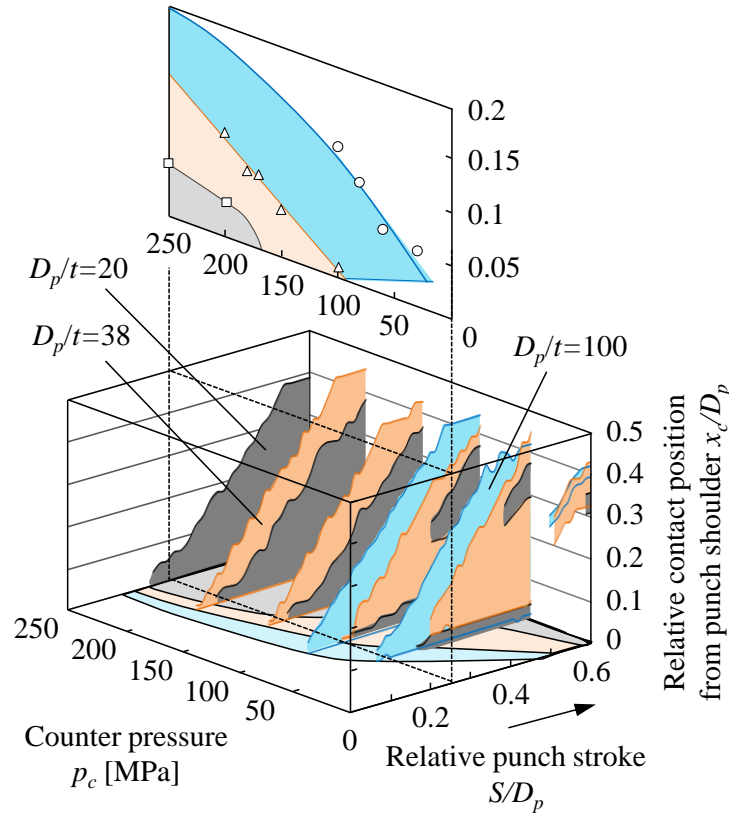 0.2
0.15
0.1
0.05
0
250
200
150
100
50
D_p/t=20
D_p/t=38
D_p/t=100
0.5
0.4
0.3
0.2
0.1
0
Relative contact position
from punch shoulder x_c/D_p
250
200
150
100
50
0
0.2
0.4
0.6
Counter pressure
p_c [MPa]
Relative punch stroke
S/D_p